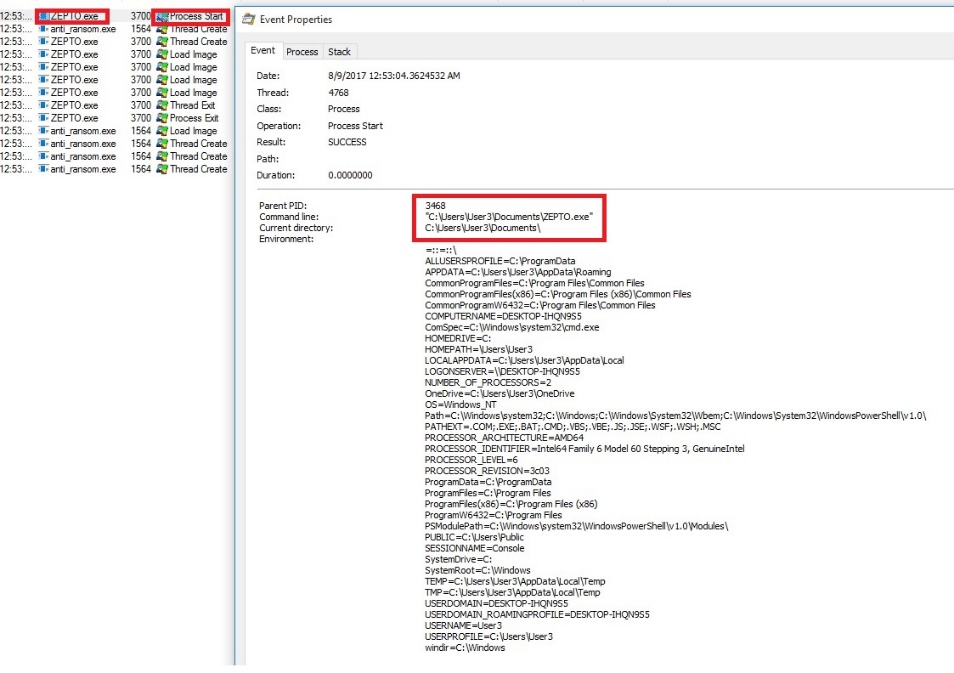 12:53:... ZEPTO.exe 3700 Process Start
12:53:... anti_ransom.exe 1564 Thread Create
12:53:... ZEPTO.exe 3700 Thread Create
12:53:... ZEPTO.exe 3700 Load Image
12:53:... ZEPTO.exe 3700 Load Image
12:53:... ZEPTO.exe 3700 Load Image
12:53:... ZEPTO.exe 3700 Load Image
12:53:... ZEPTO.exe 3700 Thread Exit
12:53:... ZEPTO.exe 3700 Process Exit
12:53:... anti_ransom.exe 1564 Load Image
12:53:... anti_ransom.exe 1564 Thread Create
12:53:... anti_ransom.exe 1564 Thread Create
12:53:... anti_ransom.exe 1564 Thread Create
Event Properties
Event Process Stack
Date: 8/9/2017 12:53:04.3624532 AM
Thread: 4768
Class: Process
Operation: Process Start
Result: SUCCESS
Path:
Duration: 0.0000000
Parent PID: 3468
Command line: "C:\Users\User3\Documents\ZEPTO.exe"
Current directory: C:\Users\User3\Documents\
Environment:
=::=::\
ALLUSERSPROFILE=C:\ProgramData
APPDATA=C:\Users\User3\AppData\Roaming
CommonProgramFiles=C:\Program Files\Common Files
CommonProgramFiles(x86)=C:\Program Files (x86)\Common Files
CommonProgramW6432=C:\Program Files\Common Files
COMPUTERNAME=DESKTOP-IHQN9S5
ComSpec=C:\Windows\system32\cmd.exe
HOMEDRIVE=C:
HOMEPATH=\Users\User3
LOCALAPPDATA=C:\Users\User3\AppData\Local
LOGONSERVER=\\DESKTOP-IHQN9S5
NUMBER_OF_PROCESSORS=2
OneDrive=C:\Users\User3\OneDrive
OS=Windows_NT
Path=C:\Windows\system32;C:\Windows;C:\Windows\System32\Wbem;C:\Windows\System32\WindowsPowerShell\v1.0\
PATHEXT=.COM;.EXE;.BAT;.CMD;.VBS;.VBE;.JS;.JSE;.WSF;.WSH;.MSC
PROCESSOR_ARCHITECTURE=AMD64
PROCESSOR_IDENTIFIER=Intel64 Family 6 Model 60 Stepping 3, GenuineIntel
PROCESSOR_LEVEL=6
PROCESSOR_REVISION=3c03
ProgramData=C:\ProgramData
ProgramFiles=C:\Program Files
ProgramFiles(x86)=C:\Program Files (x86)
ProgramW6432=C:\Program Files
PSModulePath=C:\Windows\system32\WindowsPowerShell\v1.0\Modules\
PUBLIC=C:\Users\Public
SESSIONNAME=Console
SystemDrive=C:
SystemRoot=C:\Windows
TEMP=C:\Users\User3\AppData\Local\Temp
TMP=C:\Users\User3\AppData\Local\Temp
USERDOMAIN=DESKTOP-IHQN9S5
USERDOMAIN_ROAMINGPROFILE=DESKTOP-IHQN9S5
USERNAME=User3
USERPROFILE=C:\Users\User3
windir=C:\Windows